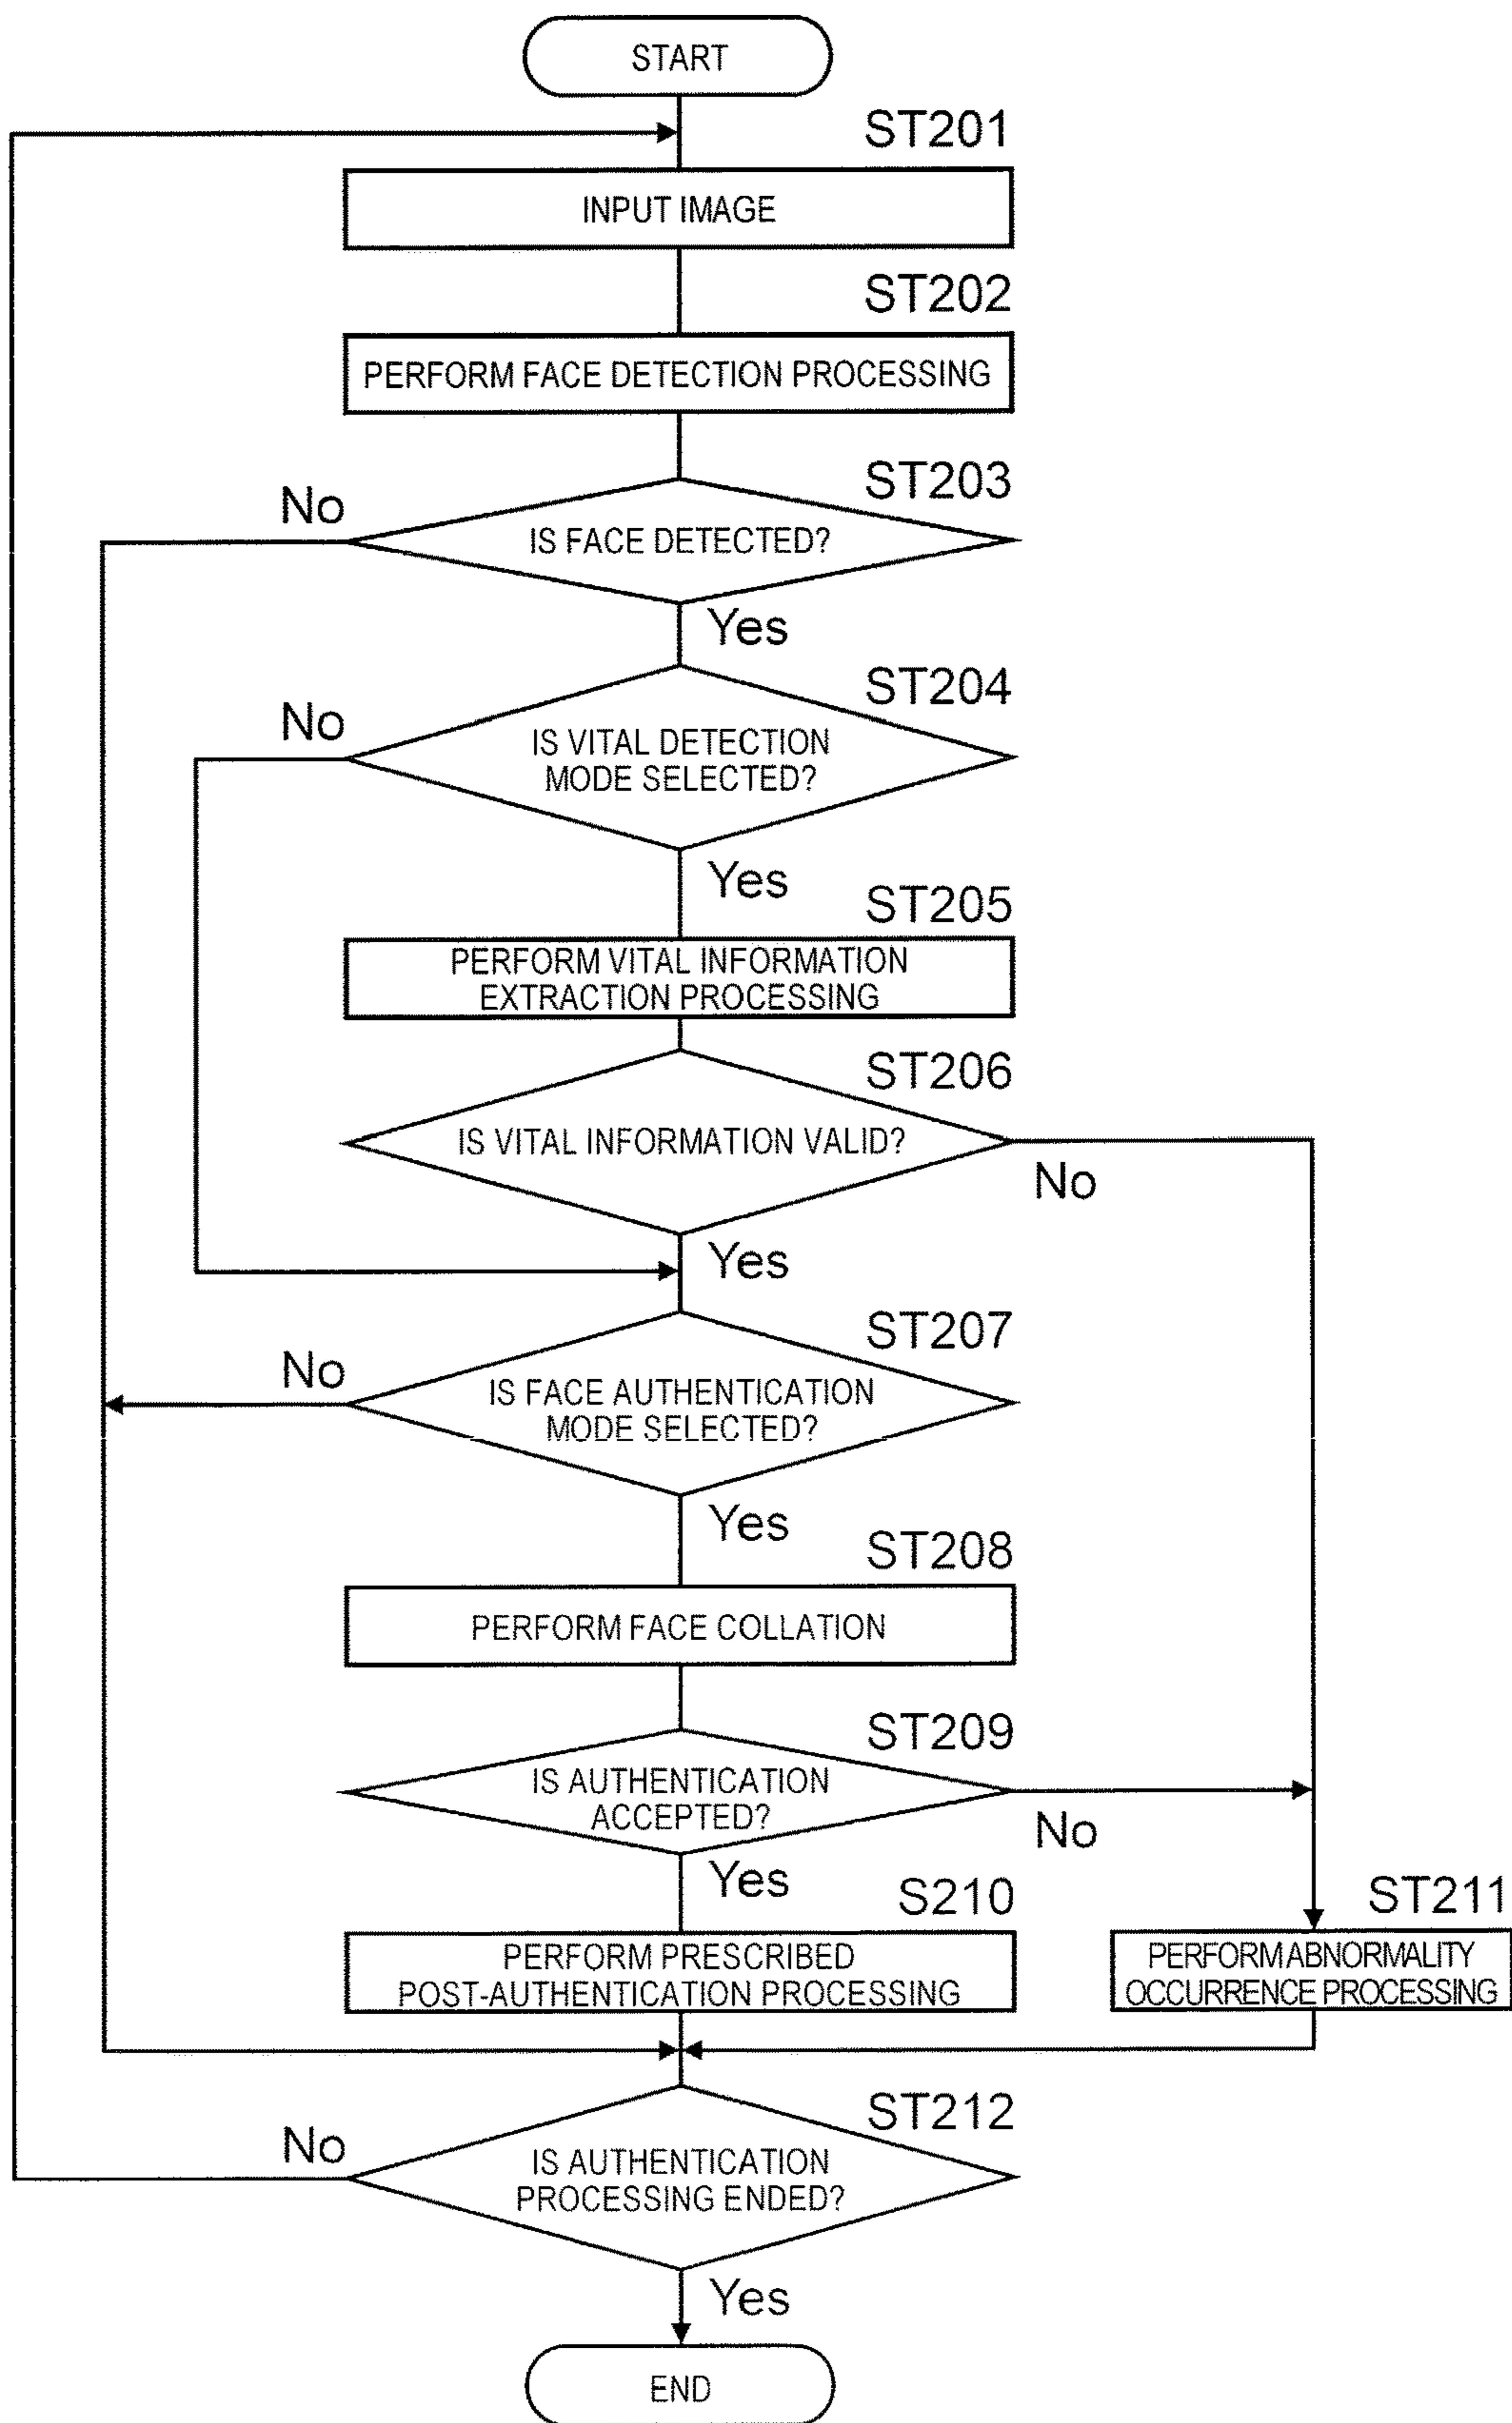 START
ST201
INPUT IMAGE
ST202
PERFORM FACE DETECTION PROCESSING
ST203
No
IS FACE DETECTED?
Yes
ST204
No
IS VITAL DETECTION
MODE SELECTED?
Yes
ST205
PERFORM VITAL INFORMATION
EXTRACTION PROCESSING
ST206
IS VITAL INFORMATION VALID?
No
Yes
ST207
No
IS FACE AUTHENTICATION
MODE SELECTED?
Yes
ST208
PERFORM FACE COLLATION
ST209
IS AUTHENTICATION
ACCEPTED?
No
Yes
S210
ST211
PERFORM PRESCRIBED
POST-AUTHENTICATION PROCESSING
PERFORM ABNORMALITY
OCCURRENCE PROCESSING
ST212
No
IS AUTHENTICATION
PROCESSING ENDED?
Yes
END